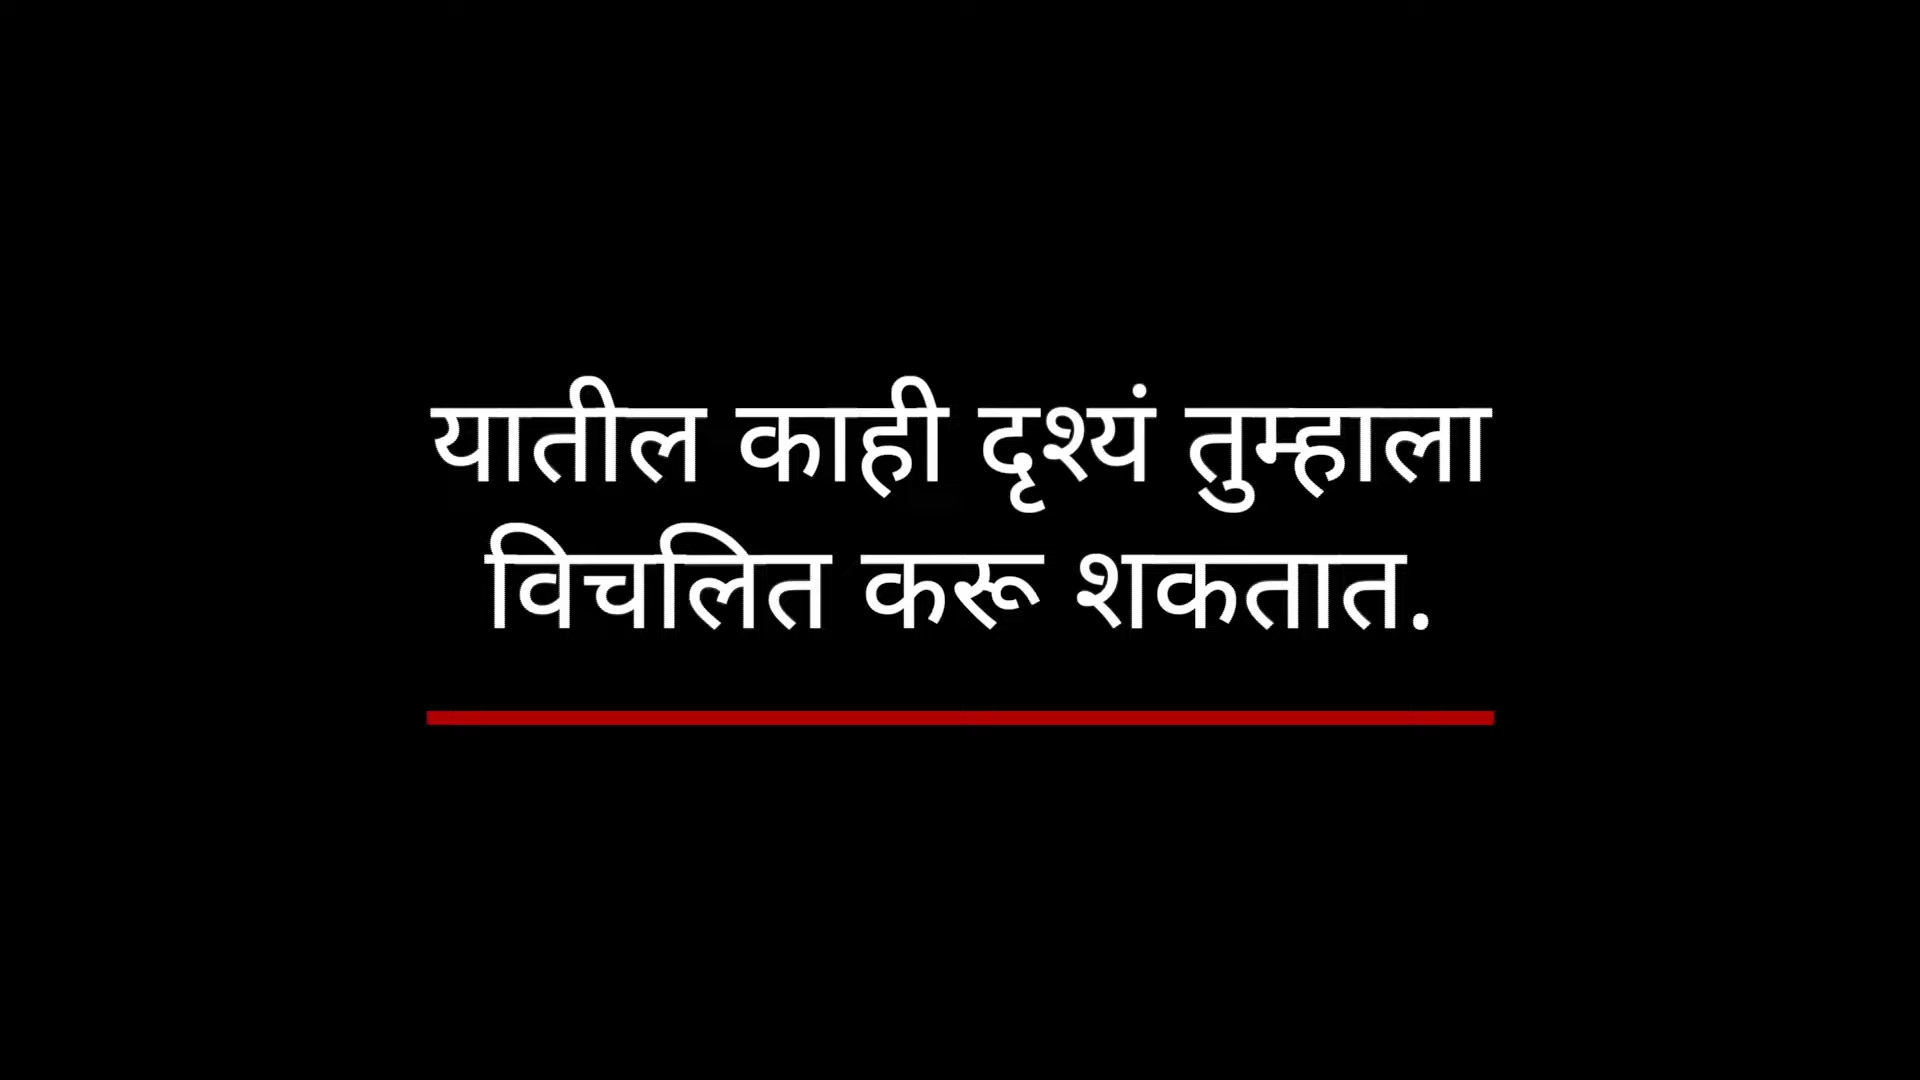 यातील काही दृश्यं तुम्हाला
विचलित करू शकतात.